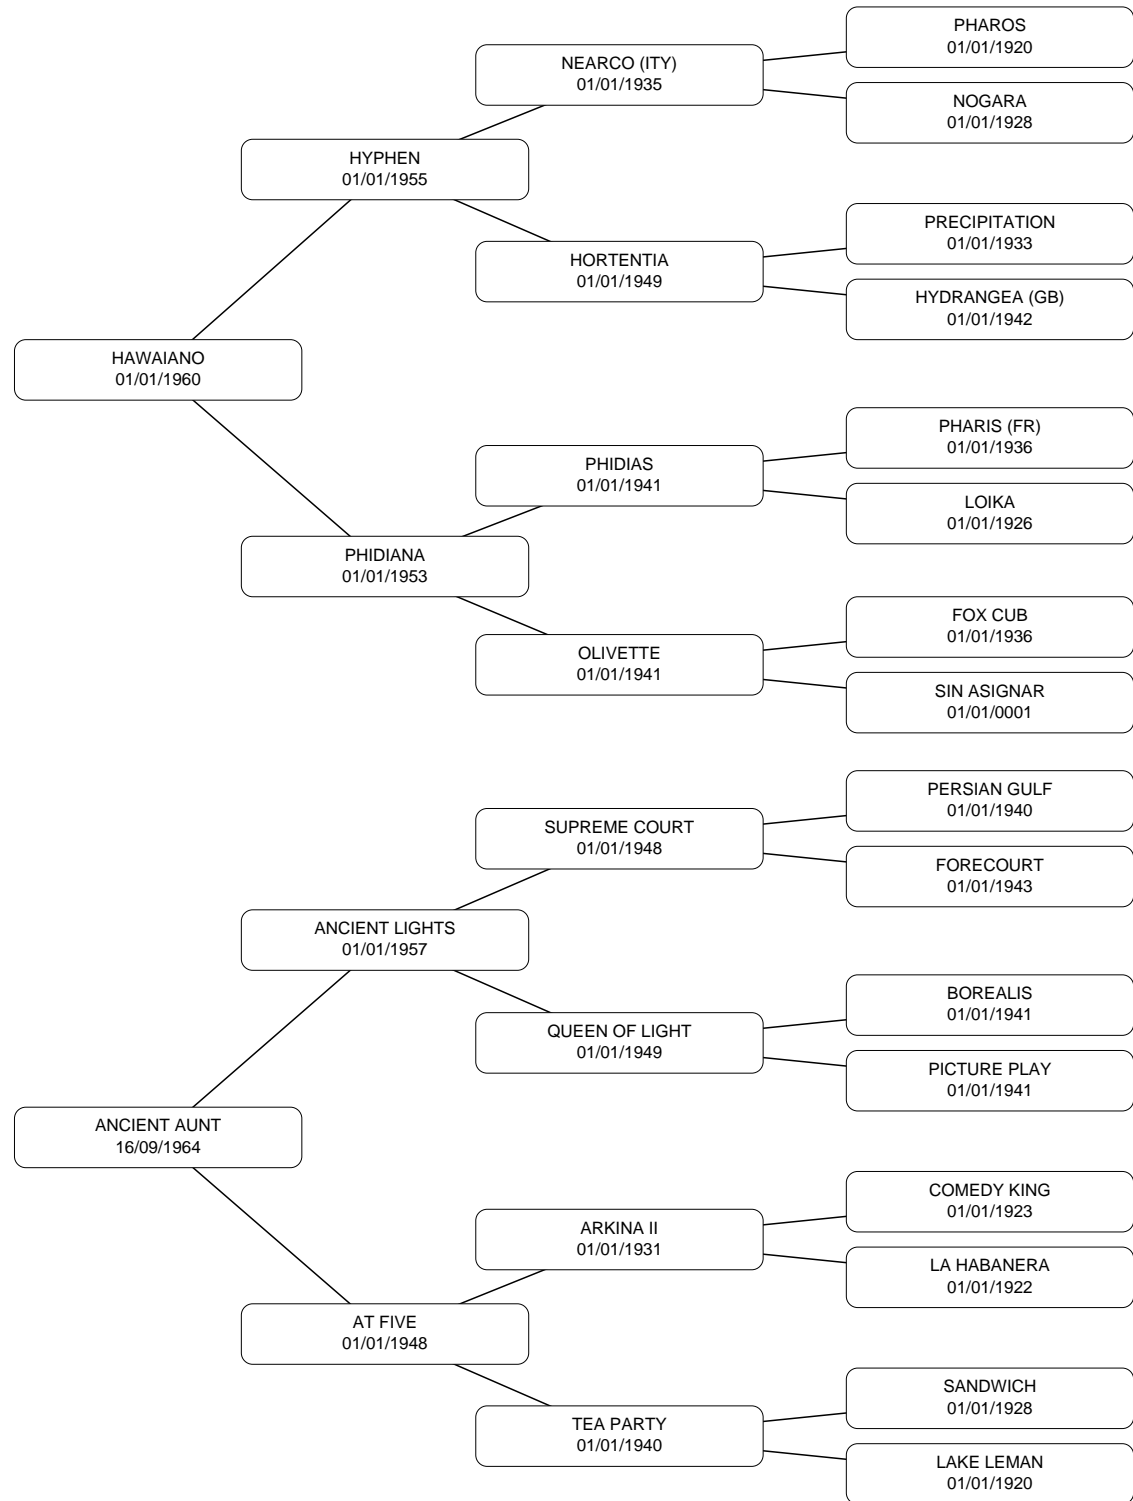 PHAROS
01/01/1920
NEARCO (ITY)
01/01/1935
NOGARA
01/01/1928
HYPHEN
01/01/1955
PRECIPITATION
01/01/1933
HORTENTIA
01/01/1949
HYDRANGEA (GB)
01/01/1942
HAWAIANO
01/01/1960
PHARIS (FR)
01/01/1936
PHIDIAS
01/01/1941
LOIKA
01/01/1926
PHIDIANA
01/01/1953
FOX CUB
01/01/1936
OLIVETTE
01/01/1941
SIN ASIGNAR
01/01/0001
PERSIAN GULF
01/01/1940
SUPREME COURT
01/01/1948
FORECOURT
01/01/1943
ANCIENT LIGHTS
01/01/1957
BOREALIS
01/01/1941
QUEEN OF LIGHT
01/01/1949
PICTURE PLAY
01/01/1941
ANCIENT AUNT
16/09/1964
COMEDY KING
01/01/1923
ARKINA II
01/01/1931
LA HABANERA
01/01/1922
AT FIVE
01/01/1948
SANDWICH
01/01/1928
TEA PARTY
01/01/1940
LAKE LEMAN
01/01/1920